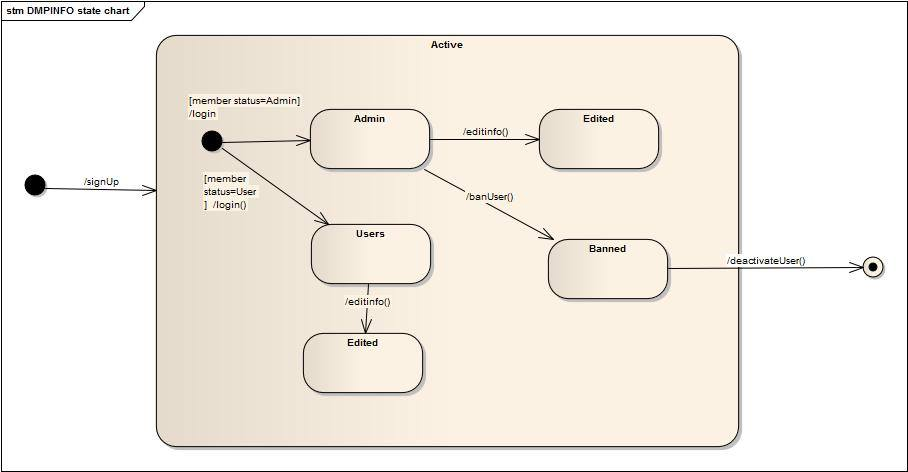 stm DMPINFO state chart
Active
[member status=Admin]
/login
Admin
/editinfo()
Edited
/signUp
[member
status=User
] /login()
/banUser()
Users
Banned
/deactivateUser()
/editinfo()
Edited